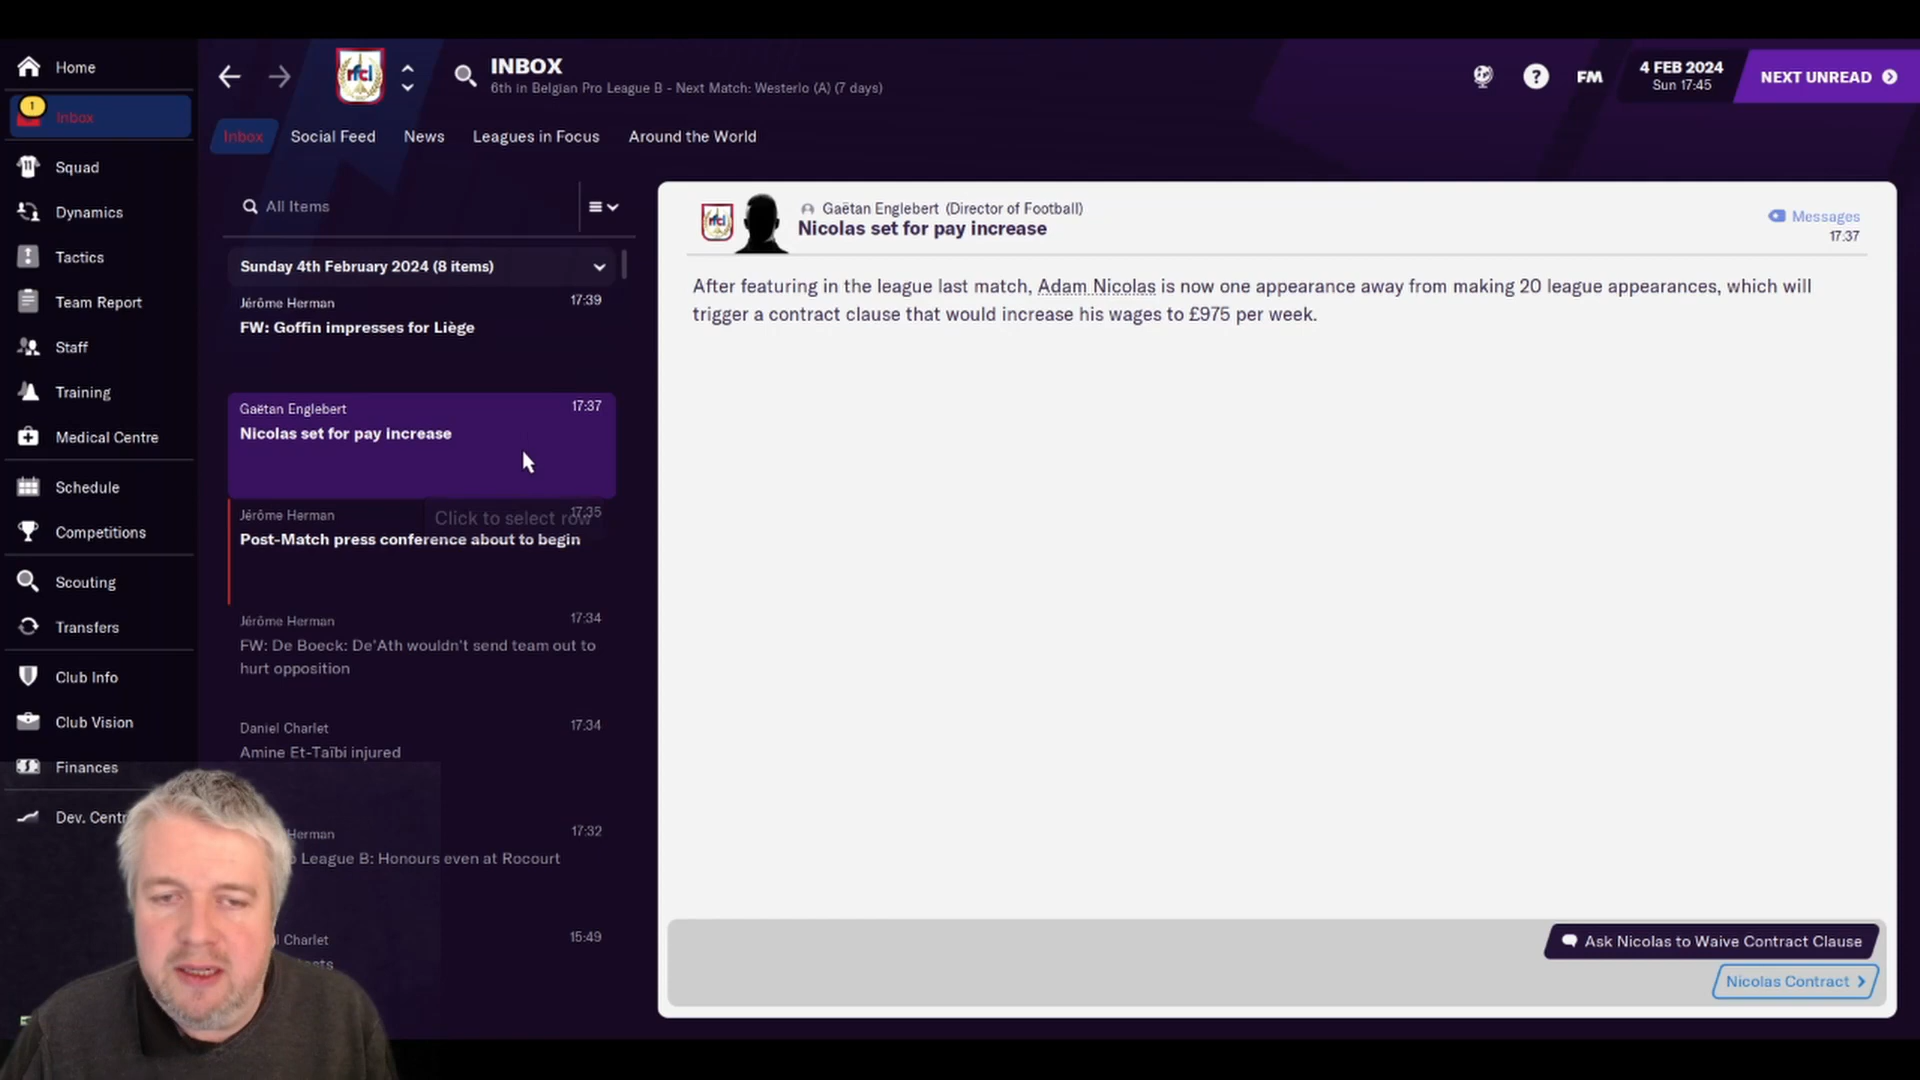 Home
INBOX
6th in Belgian Pro League B - Next Match: Westerlo (A) (7 days)
rfcl
?
FM
4 FEB 2024
Sun 17:45
NEXT UNREAD
1
Inbox
Inbox
Social Feed
News
Leagues in Focus
Around the World
11
Squad
Dynamics
Tactics
Team Report
Staff
Training
Medical Centre
Schedule
Competitions
Scouting
Transfers
Club Info
Club Vision
Finances
Dev. Centr
All Items
Sunday 4th February 2024 (8 items)
Jérôme Herman
17:39
FW: Goffin impresses for Liège
Gaëtan Englebert
17:37
Nicolas set for pay increase
Jérôme Herman
17:35
Click to select row
Post-Match press conference about to begin
Jérôme Herman
17:34
FW: De Boeck: De'Ath wouldn't send team out to
hurt opposition
Daniel Charlet
17:34
Amine Et-Taïbi injured
Herman
17:32
League B: Honours even at Rocourt
Charlet
15:49
rfcl
Gaëtan Englebert (Director of Football)
Nicolas set for pay increase
Messages
17:37
After featuring in the league last match, Adam Nicolas is now one appearance away from making 20 league appearances, which will
trigger a contract clause that would increase his wages to £975 per week.
Ask Nicolas to Waive Contract Clause
Nicolas Contract